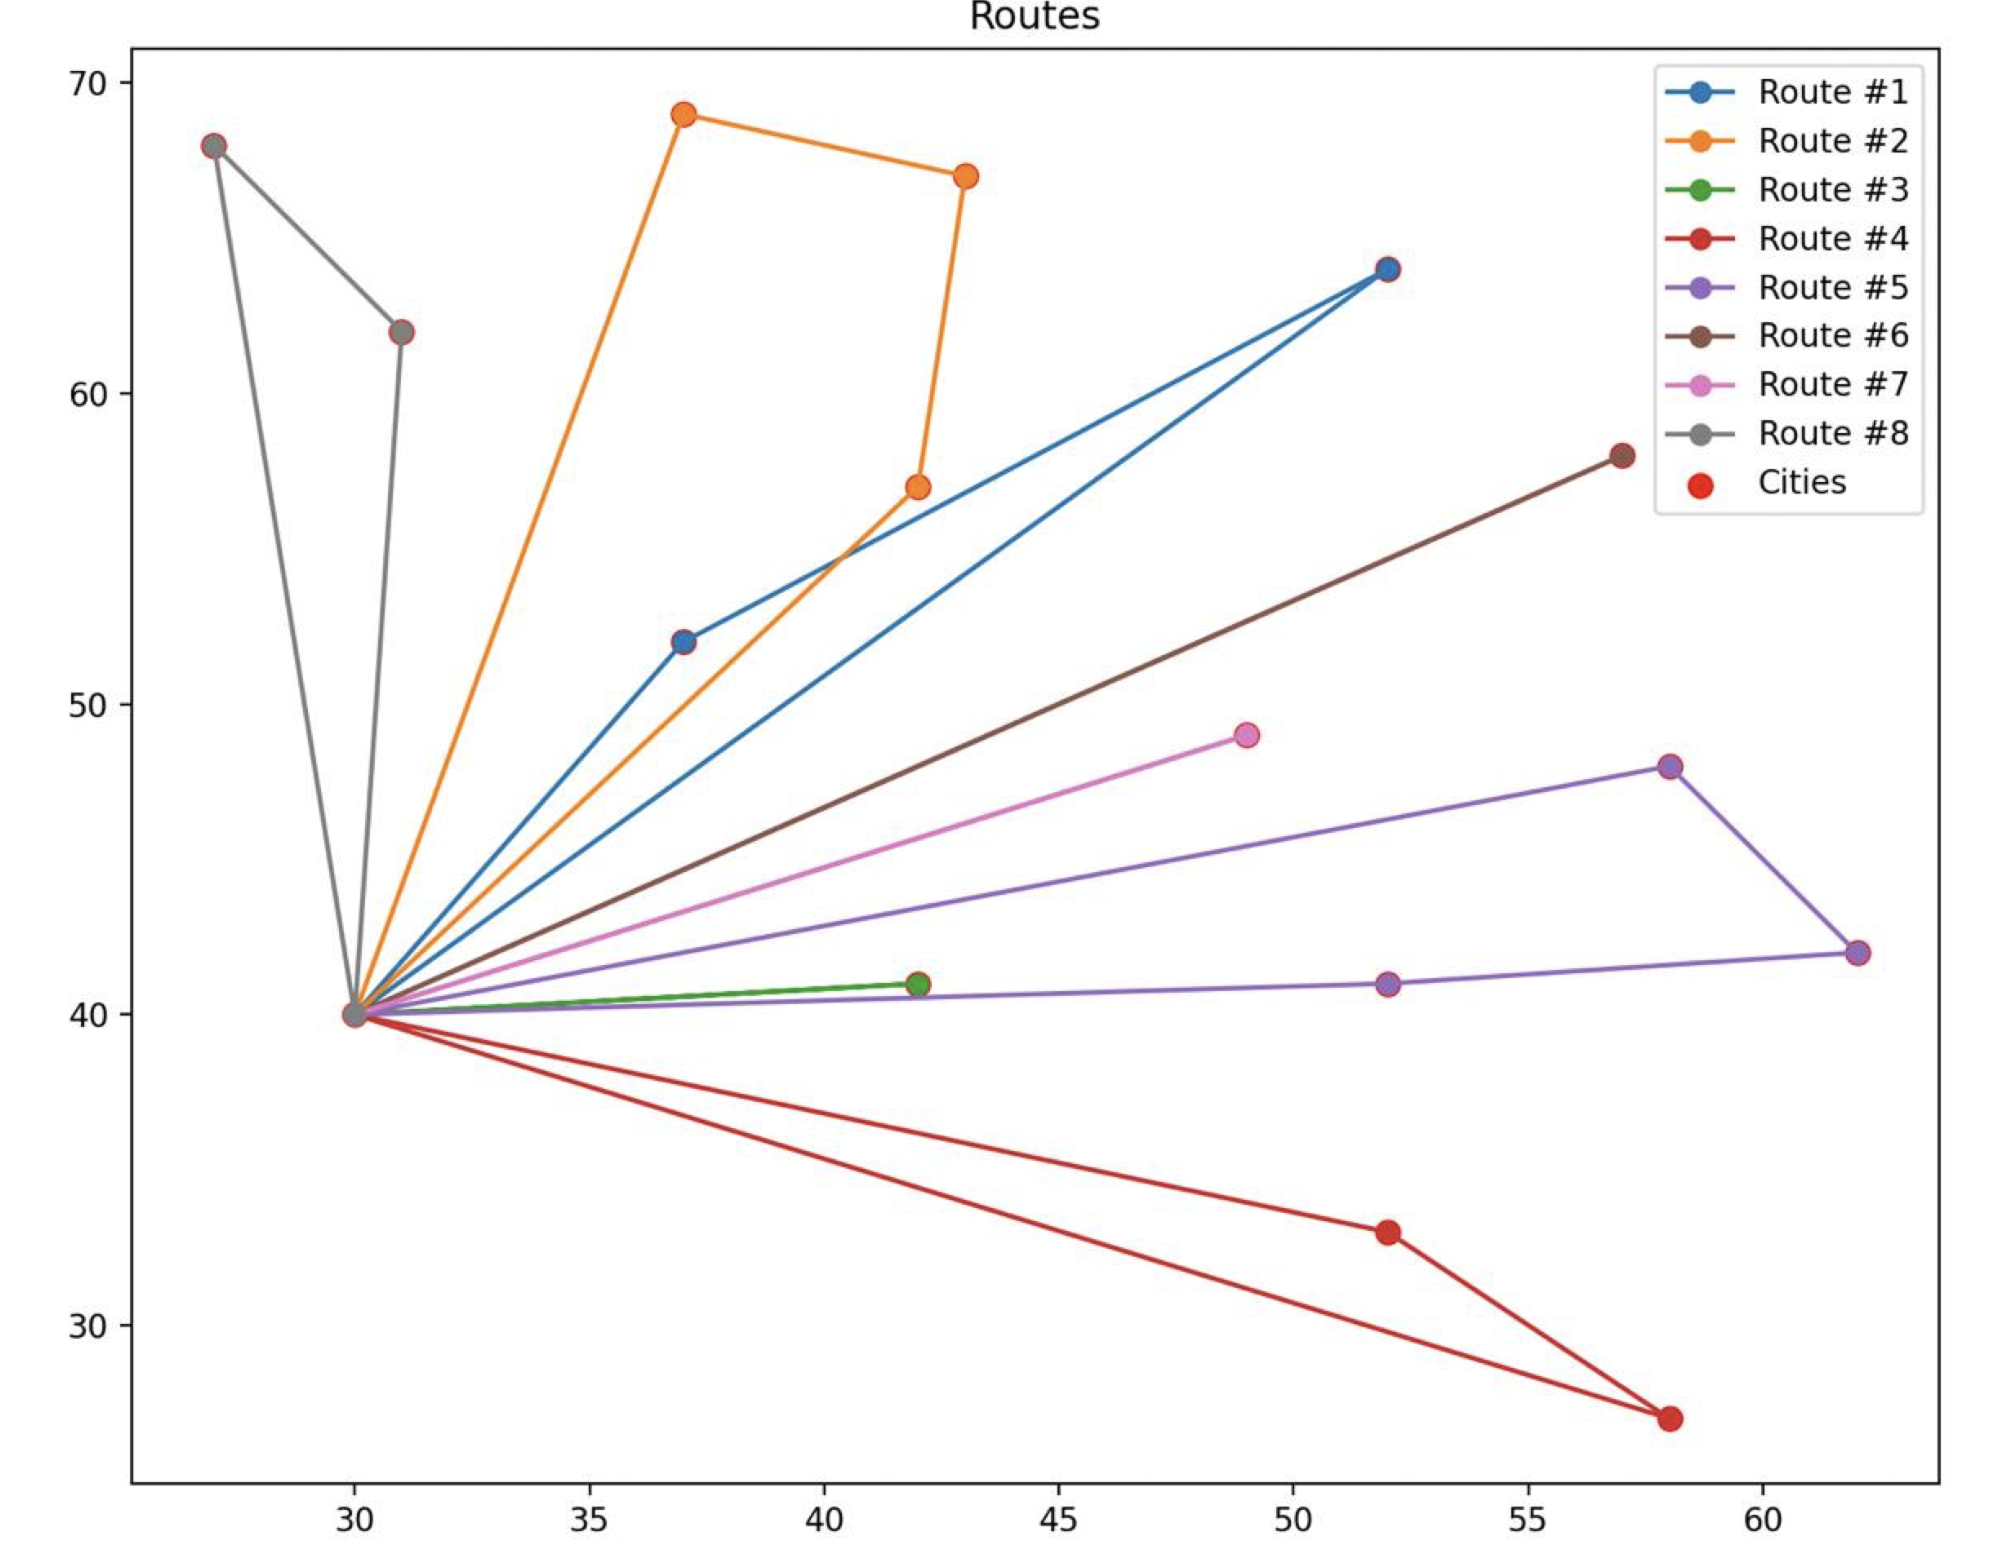 Routes
70
60
50
40
30
30 35 40 45 50 55 60
Route #1
Route #2
Route #3
Route #4
Route #5
Route #6
Route #7
Route #8
Cities